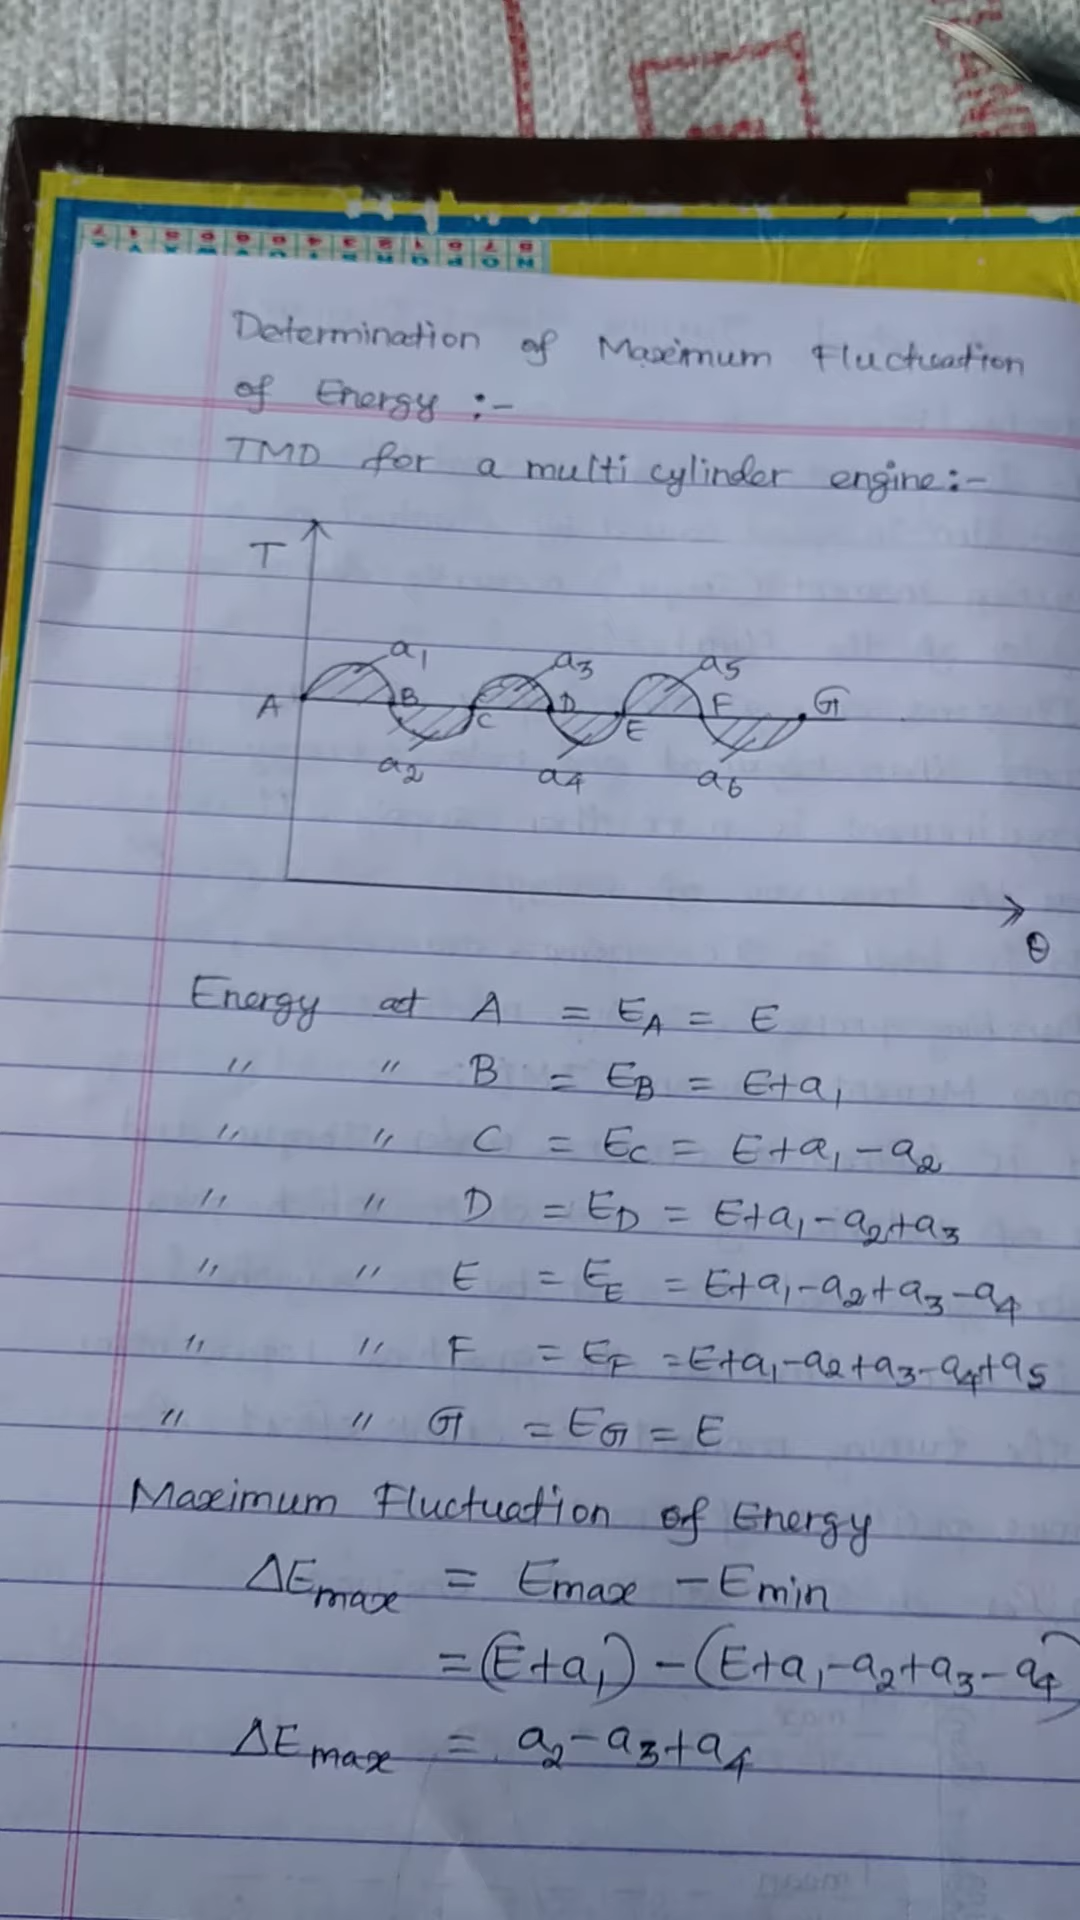 Determination of Maximum Fluctuation
of Energy :-
TMD for a multi cylinder engine:-
T
a1 a3 a5
A B C D E F G
a2 a4 a6
θ
Energy at A = EA = E
" " B = EB = E+a1
" " C = EC = E+a1-a2
" " D = ED = E+a1-a2+a3
" " E = EE = E+a1-a2+a3-a4
" " F = EF = E+a1-a2+a3-a4+a5
" " G = EG = E
Maximum Fluctuation of Energy
ΔEmax = Emax - Emin
= (E+a1) - (E+a1-a2+a3-a4)
ΔEmax = a2-a3+a4